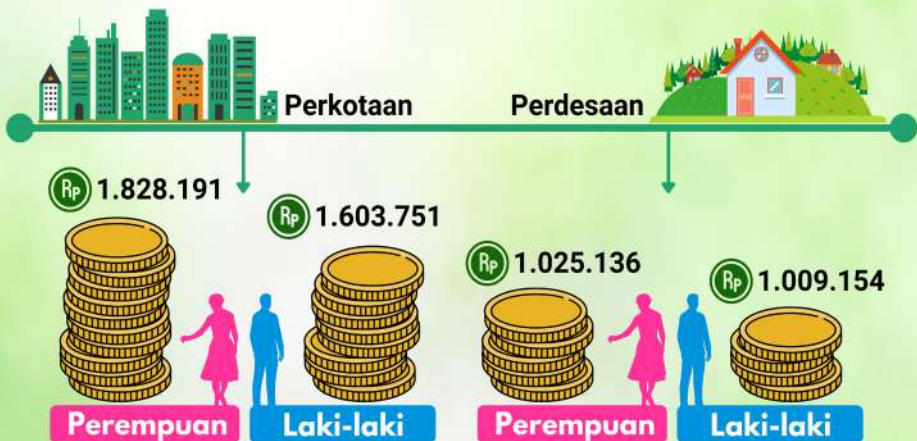 Perkotaan
Perdesaan
Rp 1.828.191
Rp 1.603.751
Rp 1.025.136
Rp 1.009.154
Perempuan
Laki-laki
Perempuan
Laki-laki